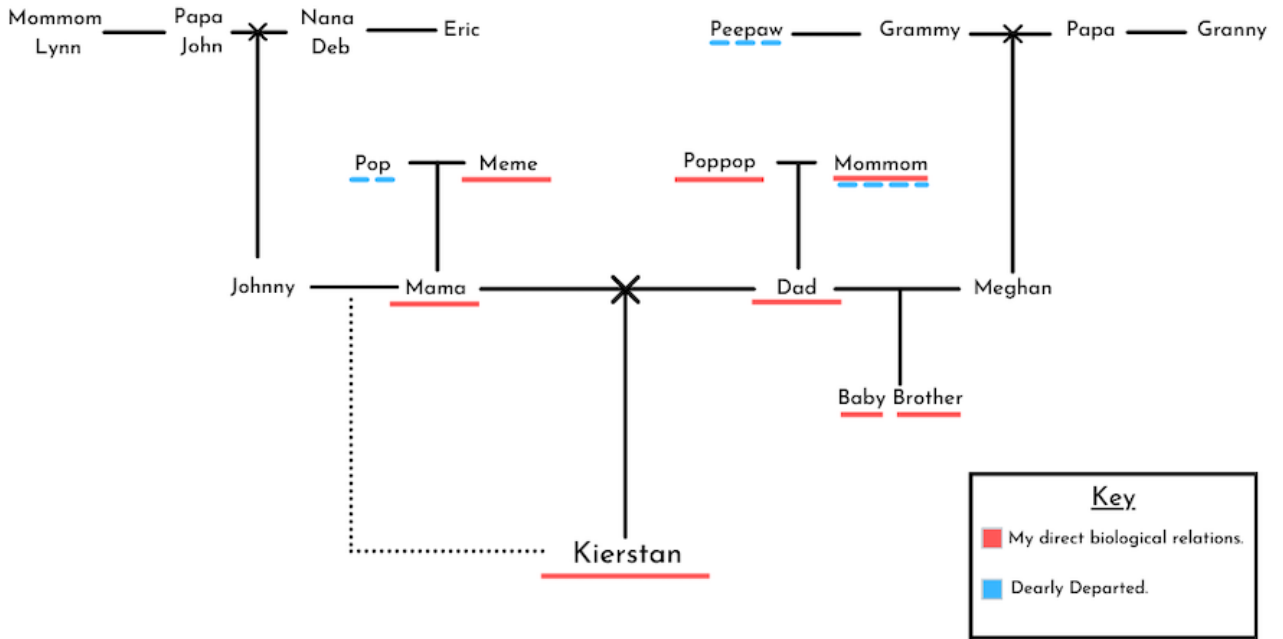 Mommom
Lynn
Papa
John
Nana
Deb
Eric
Peepaw
Grammy
Papa
Granny
Pop
Meme
Poppop
Mommom
Johnny
Mama
Dad
Meghan
Baby Brother
Kierstan
Key
My direct biological relations.
Dearly Departed.